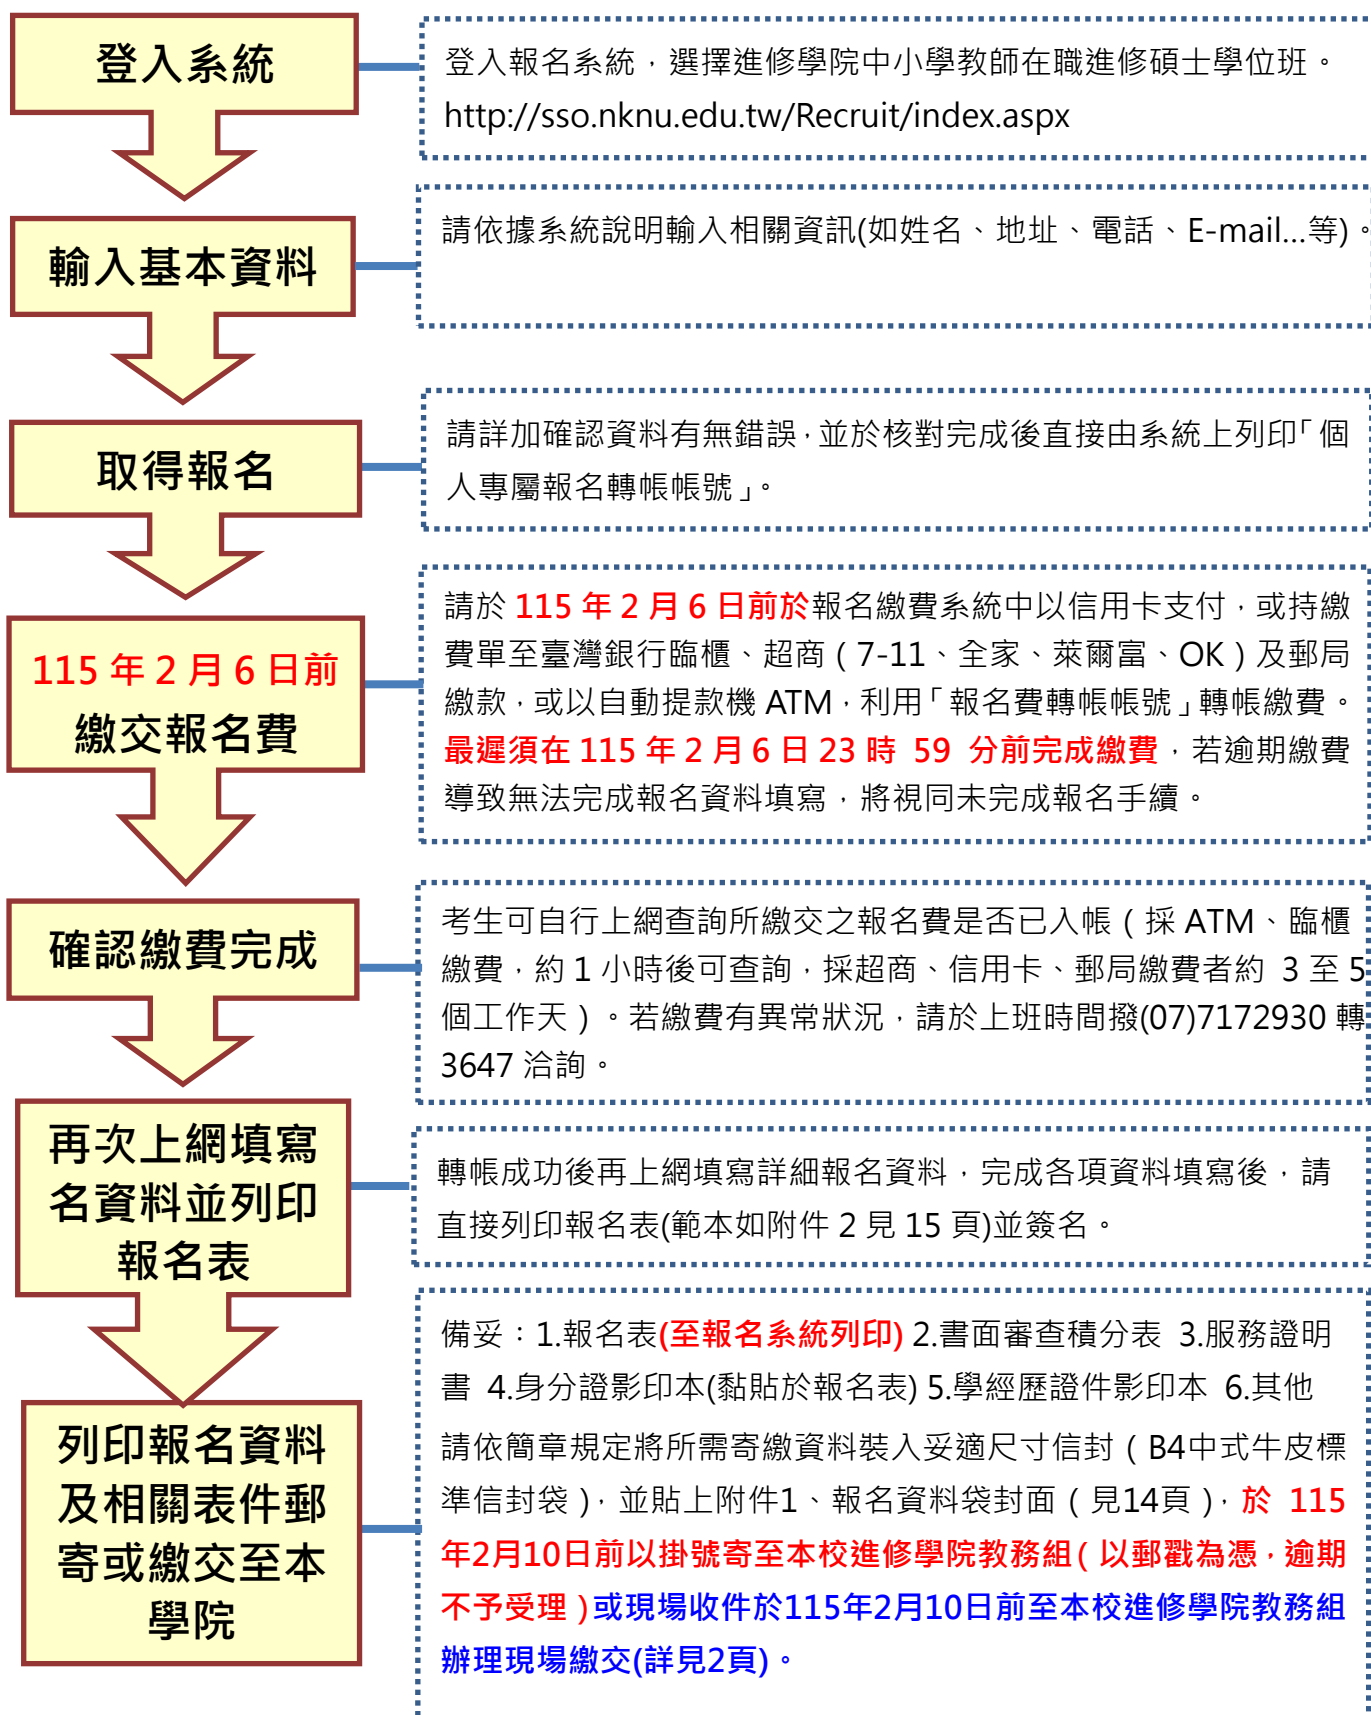 登入系統
登入報名系統，選擇進修學院中小學教師在職進修碩士學位班。
http://sso.nknu.edu.tw/Recruit/index.aspx
輸入基本資料
請依據系統說明輸入相關資訊(如姓名、地址、電話、E-mail...等)。
取得報名
請詳加確認資料有無錯誤，並於核對完成後直接由系統上列印「個
人專屬報名轉帳帳號」。
115 年 2 月 6 日前
繳交報名費
請於 115 年 2 月 6 日前於報名繳費系統中以信用卡支付，或持繳
費單至臺灣銀行臨櫃、超商（7-11、全家、萊爾富、OK）及郵局
繳款，或以自動提款機 ATM，利用「報名費轉帳帳號」轉帳繳費。
最遲須在 115 年 2 月 6 日 23 時 59 分前完成繳費，若逾期繳費
導致無法完成報名資料填寫，將視同未完成報名手續。
確認繳費完成
考生可自行上網查詢所繳交之報名費是否已入帳（採 ATM、臨櫃
繳費，約 1 小時後可查詢，採超商、信用卡、郵局繳費者約 3 至 5
個工作天）。若繳費有異常狀況，請於上班時間撥(07)7172930 轉
3647 洽詢。
再次上網填寫
名資料並列印
報名表
轉帳成功後再上網填寫詳細報名資料，完成各項資料填寫後，請
直接列印報名表(範本如附件 2 見 15 頁)並簽名。
列印報名資料
及相關表件郵
寄或繳交至本
學院
備妥：1.報名表(至報名系統列印) 2.書面審查積分表 3.服務證明
書 4.身分證影印本(黏貼於報名表) 5.學經歷證件影印本 6.其他
請依簡章規定將所需寄繳資料裝入妥適尺寸信封（B4中式牛皮標
準信封袋），並貼上附件1、報名資料袋封面（見14頁），於 115
年2月10日前以掛號寄至本校進修學院教務組（以郵戳為憑，逾期
不予受理）或現場收件於115年2月10日前至本校進修學院教務組
辦理現場繳交(詳見2頁)。